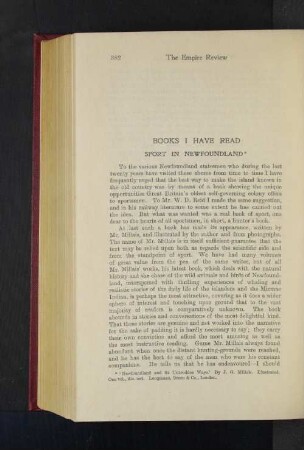 The Empire Review
BOOKS I HAVE READ
SPORT IN NEWFOUNDLAND*
To the various Newfoundland statesmen who during the last
twenty years have visited these shores from time to time I have
frequently urged that the best way to make the island known in
the old country was by means of a book showing the unique
opportunities Great Britain's oldest self-governing colony offers
to sportsmen. To Mr. W. D. Reid I made the same suggestion,
and in his railway literature to some extent he has carried out
the idea. But what was wanted was a real book of sport, one
dear to the hearts of all sportsmen, in short, a hunter's book.
At last such a book has made its appearance, written by
Mr. Millais, and illustrated by the author and from photographs.
The name of Mr. Millais is in itself sufficient guarantee that the
text may be relied upon both as regards the scientific side and
from the standpoint of sport. We have had many volumes
of great value from the pen of the same writer, but of all
Mr. Millais' works, his latest book, which deals with the natural
history and the chase of the wild animals and birds of Newfound-
land, interspersed with thrilling experiences of whaling and
realistic stories of the daily life of the Islanders and the Micmac
Indians, is perhaps the most attractive, covering as it does a wider
sphere of interest and touching upon ground that to the vast
majority of readers is comparatively unknown. The book
abounds in stories and conversations of the most delightful kind.
That these stories are genuine and not worked into the narrative
for the sake of padding it is hardly necessary to say; they carry
their own conviction and afford the most amusing as well as
the most instructive reading. Game Mr. Millais always found
abundant when once the distant hunting-grounds were reached,
and he has the best to say of the men who were his constant
companions. He tells us that he has endeavoured—I should
* 'Newfoundland and its Untrodden Ways.' By J. G. Millais. Illustrated.
One vol., Longmans, Green & Co., London.